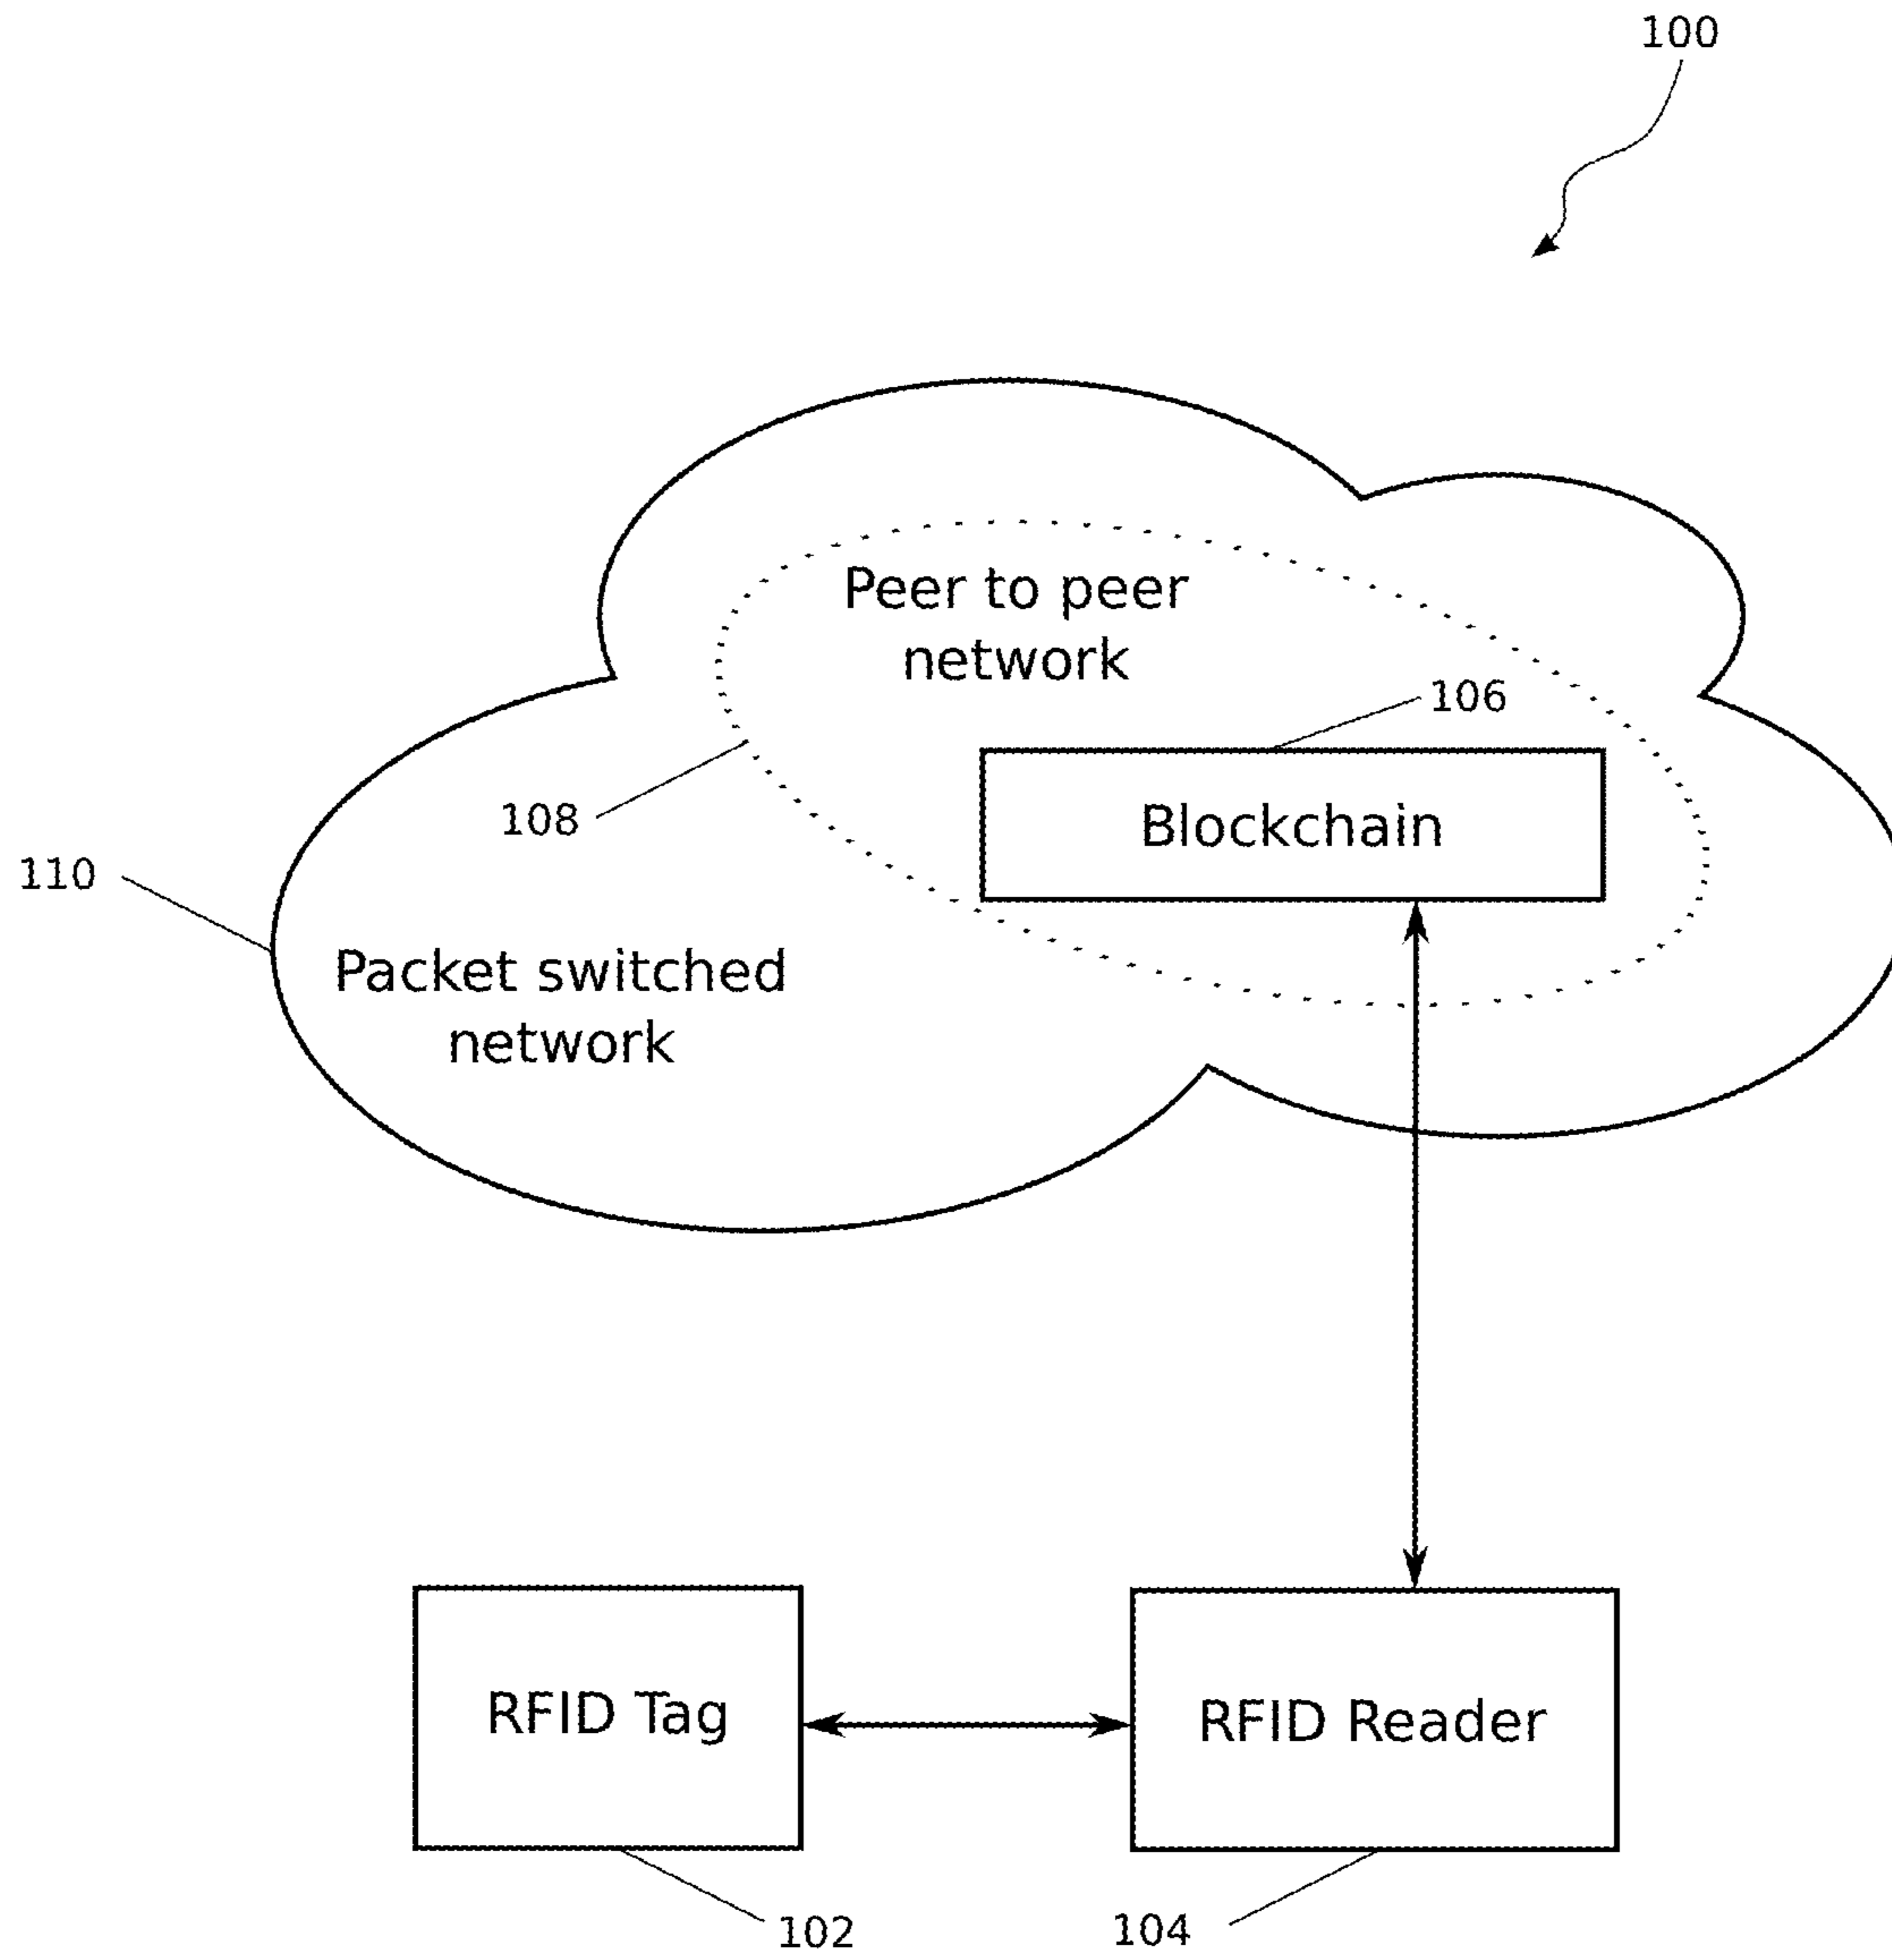 100
Peer to peer
network
106
Blockchain
108
110
Packet switched
network
RFID Tag
RFID Reader
102
104